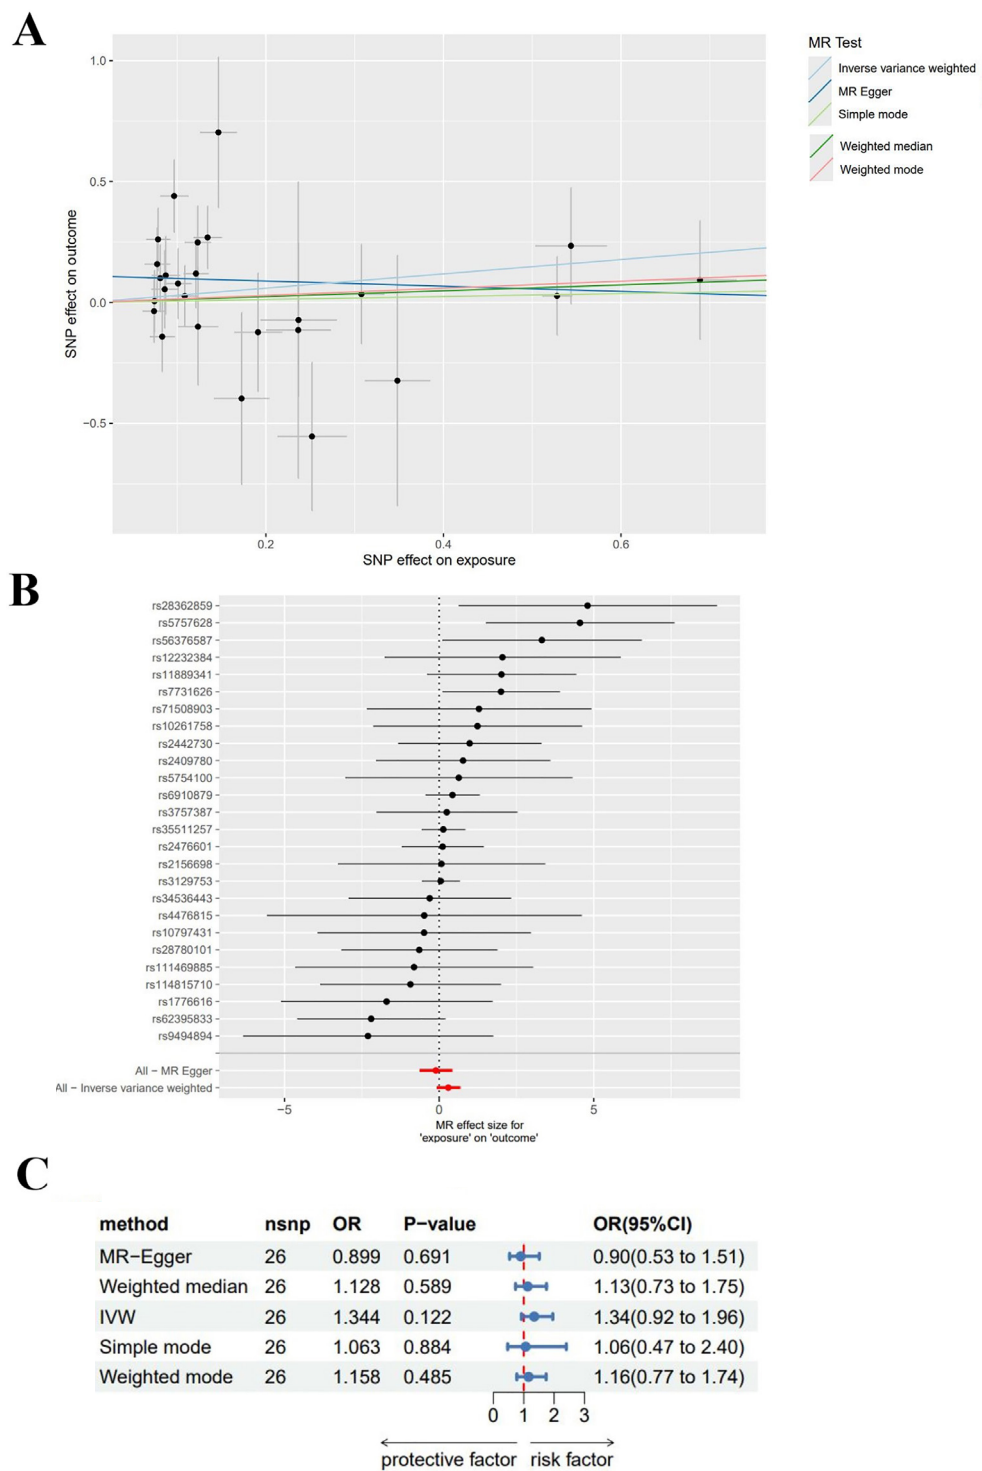 A
1.0
0.5
0.0
−0.5
SNP effect on outcome
0.2 0.4 0.6
SNP effect on exposure
MR Test
Inverse variance weighted
MR Egger
Simple mode
Weighted median
Weighted mode
B
rs28362859
rs5757628
rs56376587
rs12232384
rs11889341
rs7731626
rs71508903
rs10261758
rs2442730
rs2409780
rs5754100
rs6910879
rs3757387
rs35511257
rs2476601
rs2156698
rs3129753
rs34536443
rs4476815
rs10797431
rs28780101
rs111469885
rs114815710
rs1776616
rs62395833
rs9494894
All − MR Egger
All − Inverse variance weighted
−5 0 5
MR effect size for
'exposure' on 'outcome'
C
method nsnp OR P−value OR(95%CI)
MR−Egger 26 0.899 0.691 0.90(0.53 to 1.51)
Weighted median 26 1.128 0.589 1.13(0.73 to 1.75)
IVW 26 1.344 0.122 1.34(0.92 to 1.96)
Simple mode 26 1.063 0.884 1.06(0.47 to 2.40)
Weighted mode 26 1.158 0.485 1.16(0.77 to 1.74)
0 1 2 3
protective factor risk factor